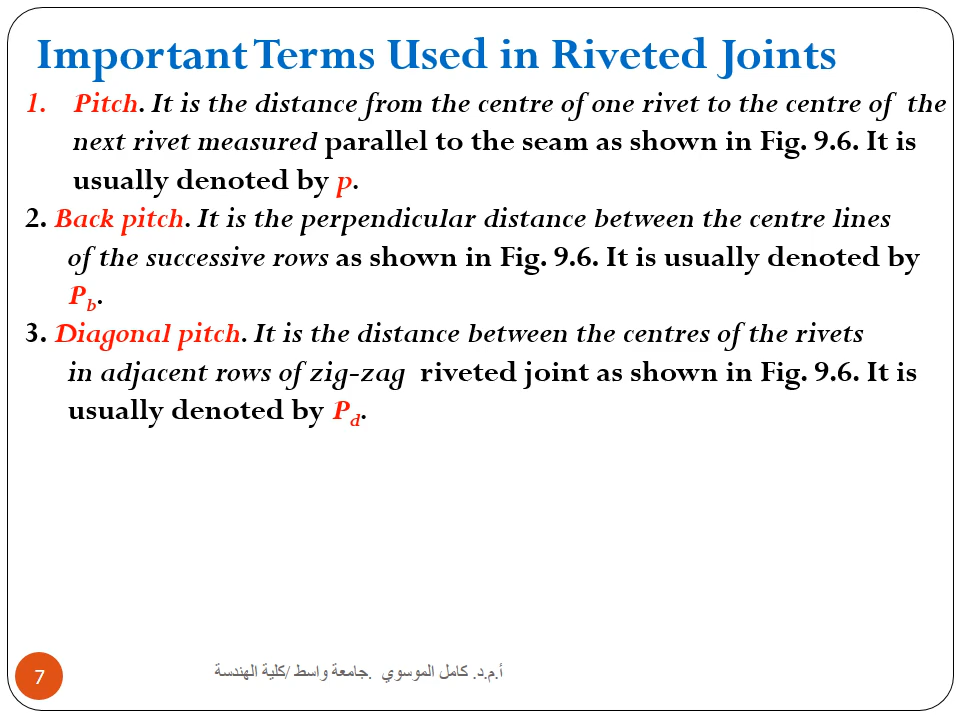 Important Terms Used in Riveted Joints
1. Pitch. It is the distance from the centre of one rivet to the centre of the
next rivet measured parallel to the seam as shown in Fig. 9.6. It is
usually denoted by p.
2. Back pitch. It is the perpendicular distance between the centre lines
of the successive rows as shown in Fig. 9.6. It is usually denoted by
Pb.
3. Diagonal pitch. It is the distance between the centres of the rivets
in adjacent rows of zig-zag riveted joint as shown in Fig. 9.6. It is
usually denoted by Pd.
7
أ.م.د. كامل الموسوي .جامعة واسط /كلية الهندسة